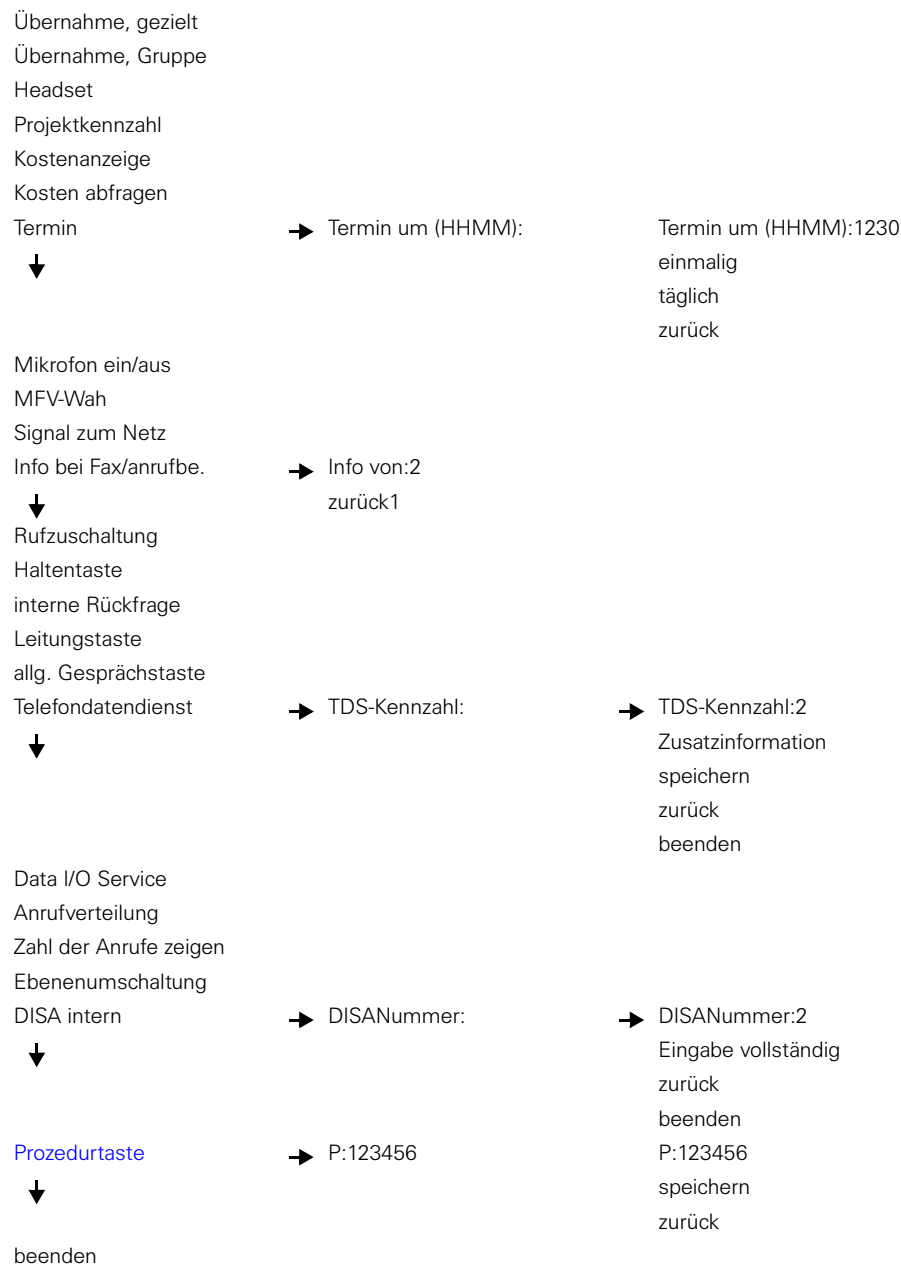 Übernahme, gezielt
Übernahme, Gruppe
Headset
Projektkennzahl
Kostenanzeige
Kosten abfragen
Termin Termin um (HHMM): Termin um (HHMM):1230
einmalig
täglich
zurück
Mikrofon ein/aus
MFV-Wah
Signal zum Netz
Info bei Fax/anrufbe. Info von:2
zurück1
Rufzuschaltung
Haltentaste
interne Rückfrage
Leitungstaste
allg. Gesprächstaste
Telefondatendienst TDS-Kennzahl: TDS-Kennzahl:2
Zusatzinformation
speichern
zurück
beenden
Data I/O Service
Anrufverteilung
Zahl der Anrufe zeigen
Ebenenumschaltung
DISA intern DISANummer: DISANummer:2
Eingabe vollständig
zurück
beenden
Prozedurtaste P:123456 P:123456
speichern
zurück
beenden